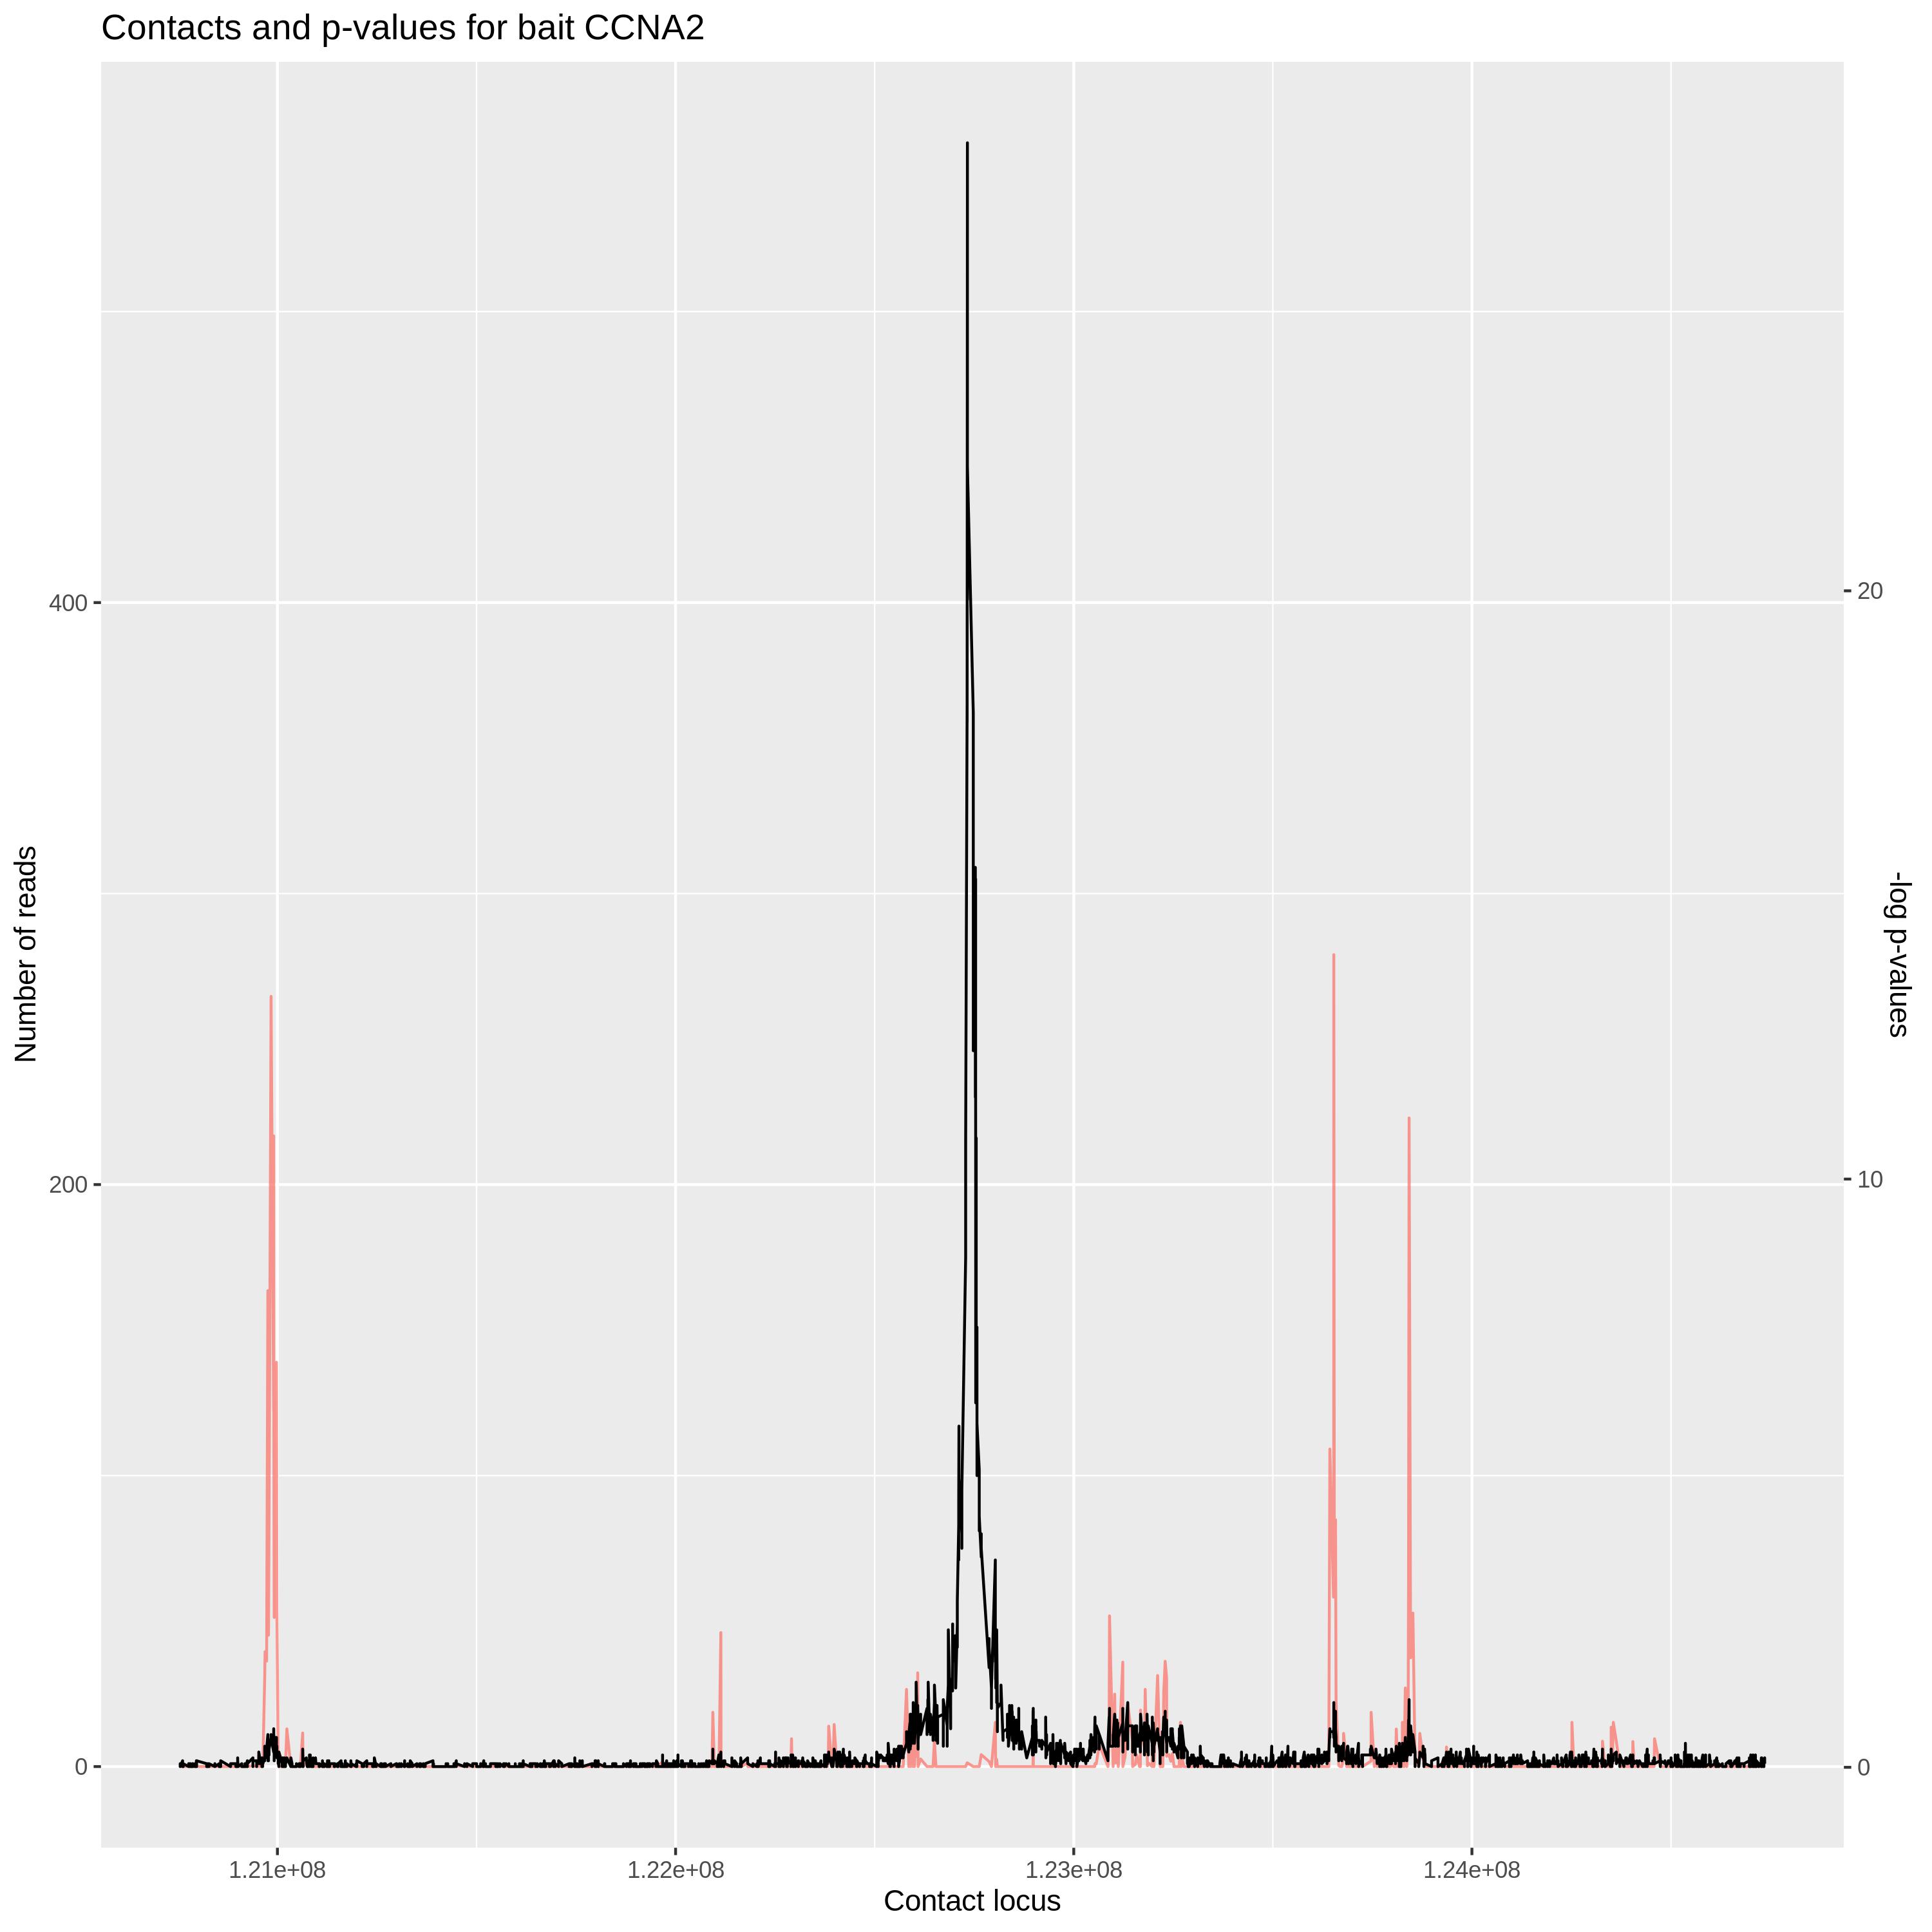 Contacts and p-values for bait CCNA2
Number of reads
400
200
0
20
10
0
-log p-values
1.21e+08 1.22e+08 1.23e+08 1.24e+08
Contact locus